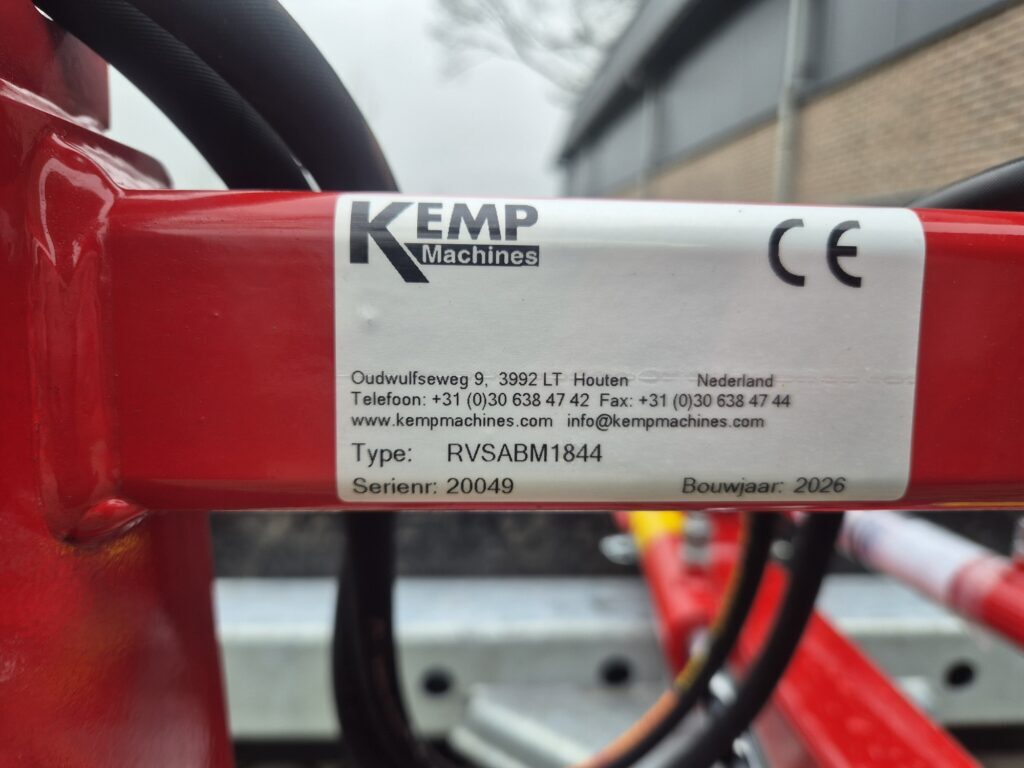 KEMP
Machines
CE
Oudwulfseweg 9, 3992 LT Houten Nederland
Telefoon: +31 (0)30 638 47 42 Fax: +31 (0)30 638 47 44
www.kempmachines.com info@kempmachines.com
Type: RVSABM1844
Serienr: 20049 Bouwjaar: 2026